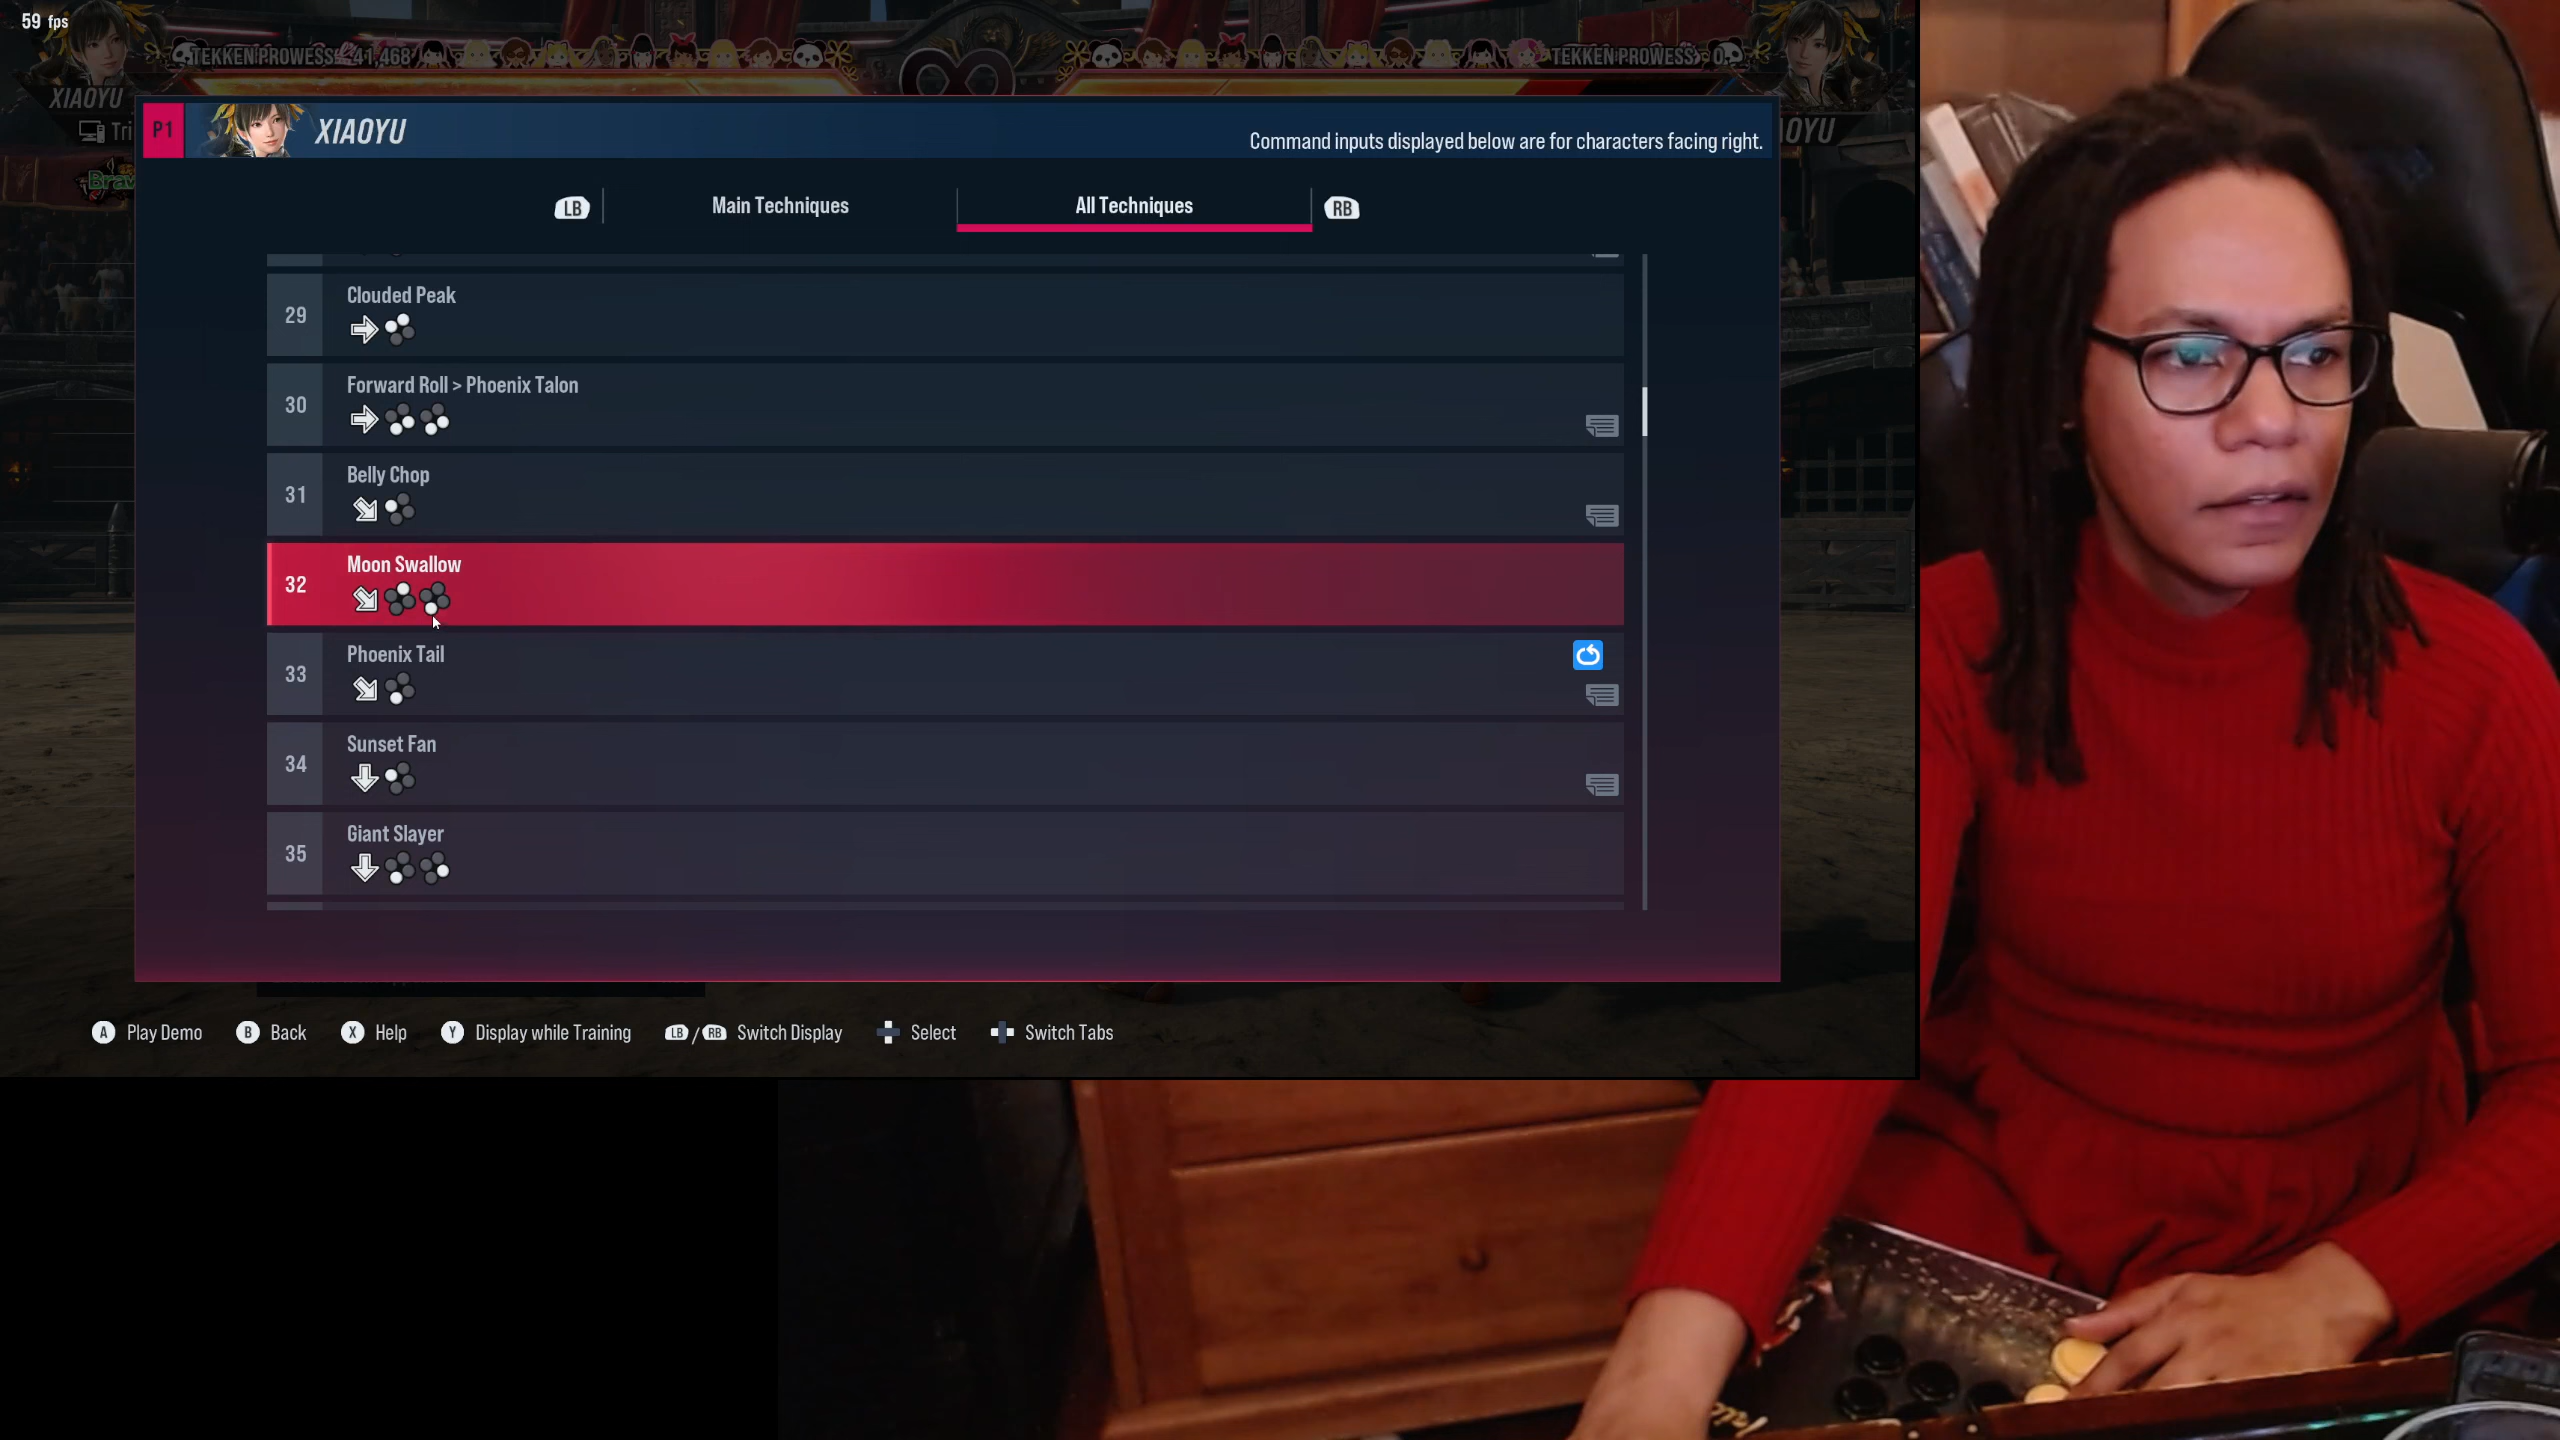 59 fps
TEKKEN PROWESS 41,468
TEKKEN PROWESS 0
XIAOYU
Tri
Brav
OYU
P1
XIAOYU
Command inputs displayed below are for characters facing right.
LB
Main Techniques
All Techniques
RB
29
Clouded Peak
30
Forward Roll > Phoenix Talon
31
Belly Chop
32
Moon Swallow
33
Phoenix Tail
34
Sunset Fan
35
Giant Slayer
A Play Demo B Back X Help Y Display while Training LB / RB Switch Display Select Switch Tabs